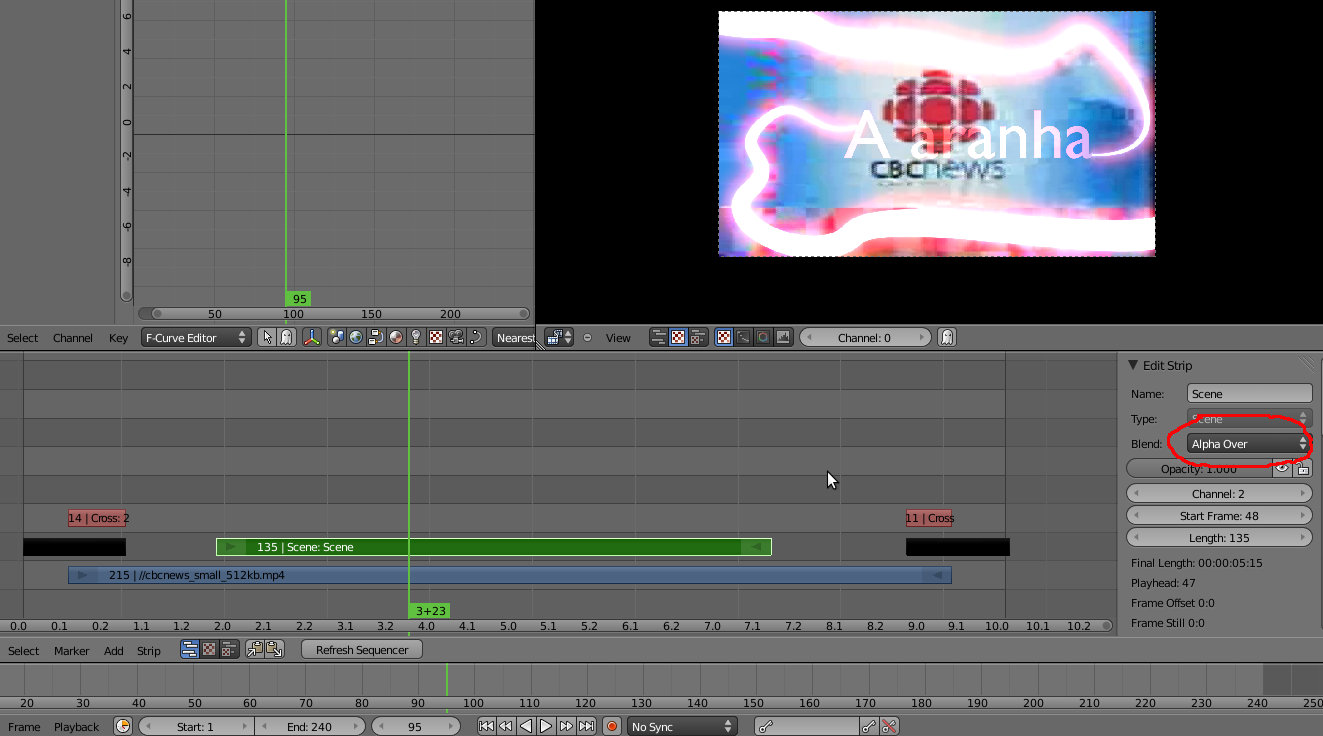 6
4
2
0
-2
-4
-6
-8
95
50 100 150 200
A aranha
cbcnews
Select Channel Key F-Curve Editor Nearest
View Channel: 0
Edit Strip
Name: Scene
Type: Scene
Blend: Alpha Over
Opacity: 1.000
Channel: 2
Start Frame: 48
Length: 135
Final Length: 00:00:05:15
Playhead: 47
Frame Offset 0:0
Frame Still 0:0
14 | Cross: 2
11 | Cross
135 | Scene: Scene
215 | //cbcnews_small_512kb.mp4
3+23
0.0 0.1 0.2 1.1 1.2 2.0 2.1 2.2 3.1 3.2 4.0 4.1 5.0 5.1 5.2 6.1 6.2 7.0 7.1 7.2 8.1 8.2 9.0 9.1 10.0 10.1 10.2
Select Marker Add Strip Refresh Sequencer
20 30 40 50 60 70 80 90 100 110 120 130 140 150 160 170 180 190 200 210 220 230 240 250
Frame Playback Start: 1 End: 240 95 No Sync